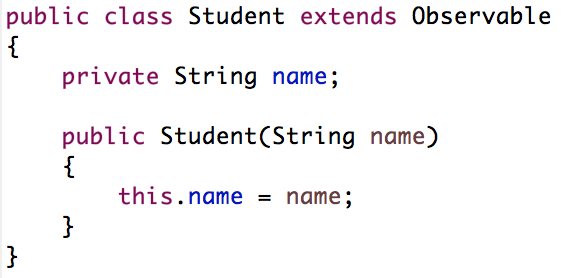 public class Student extends Observable
{
    private String name;

    public Student(String name)
    {
        this.name = name;
    }
}